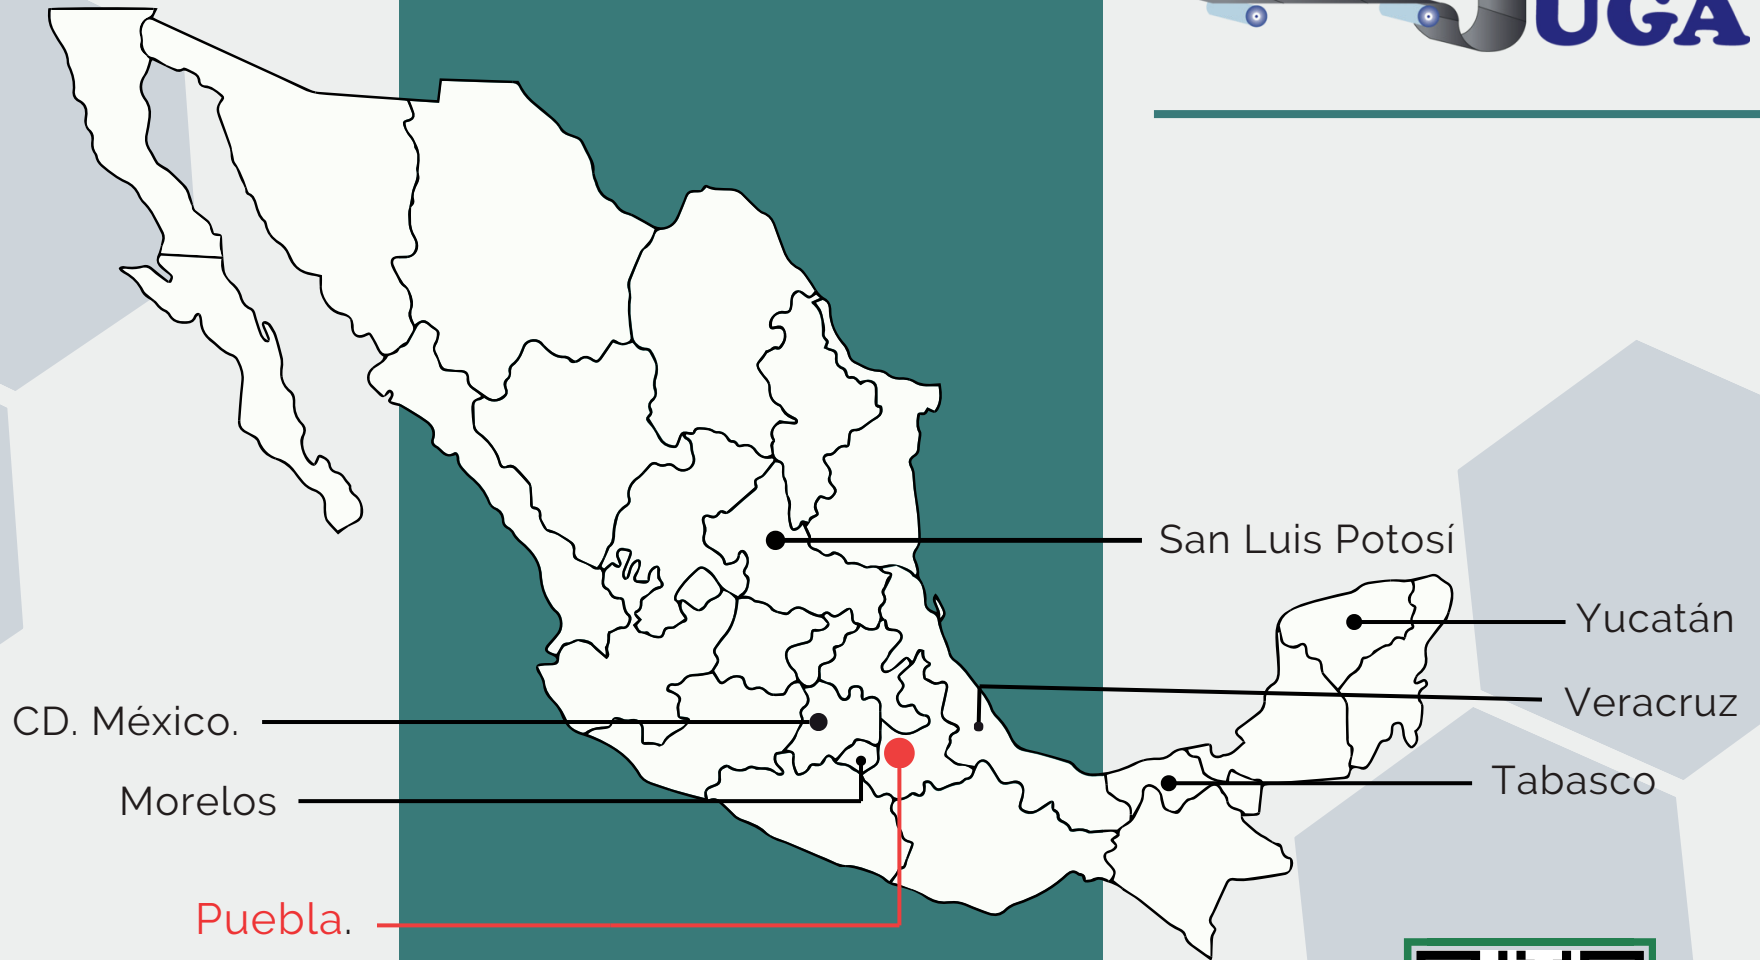 UGA
San Luis Potosí
Yucatán
Veracruz
CD. México.
Tabasco
Morelos
Puebla.